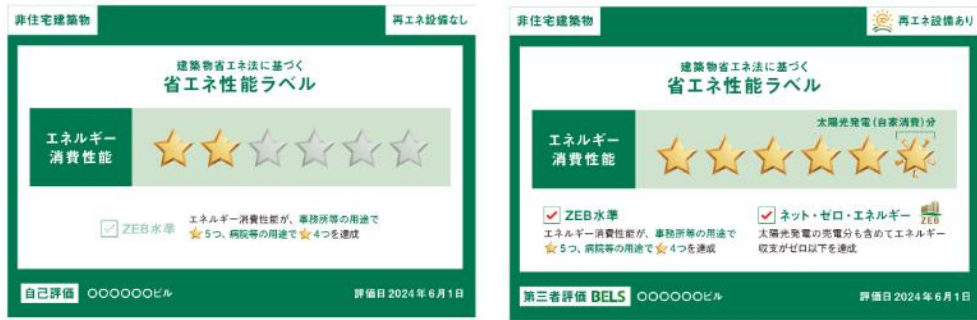 非住宅建築物
再エネ設備なし
建築物省エネ法に基づく
省エネ性能ラベル
エネルギー
消費性能
ZEB水準
エネルギー消費性能が、事務所等の用途で
5つ、病院等の用途で4つを達成
自己評価 〇〇〇〇〇〇ビル
評価日2024年6月1日
非住宅建築物
再エネ設備あり
建築物省エネ法に基づく
省エネ性能ラベル
太陽光発電(自家消費)分
エネルギー
消費性能
ZEB水準
エネルギー消費性能が、事務所等の用途で
5つ、病院等の用途で4つを達成
ネット・ゼロ・エネルギー ZEB
太陽光発電の売電分も含めてエネルギー
収支がゼロ以下を達成
第三者評価 BELS 〇〇〇〇〇〇ビル
評価日2024年6月1日